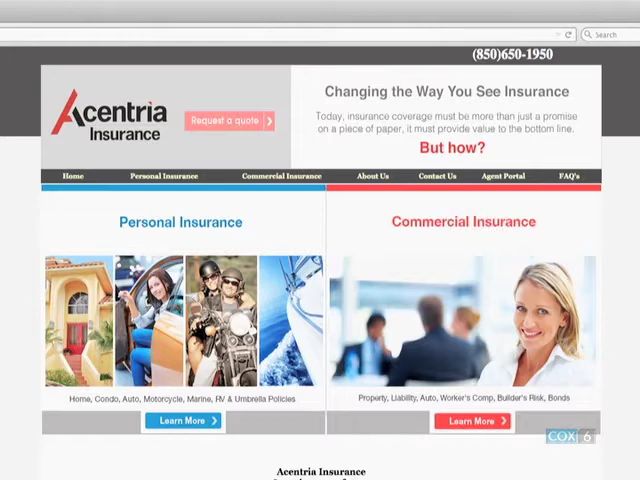 Search
(850)650-1950
Acentria
Insurance
Request a quote
Changing the Way You See Insurance
Today, insurance coverage must be more than just a promise
on a piece of paper, it must provide value to the bottom line.
But how?
Home Personal Insurance Commercial Insurance About Us Contact Us Agent Portal FAQ's
Personal Insurance
Commercial Insurance
Home, Condo, Auto, Motorcycle, Marine, RV & Umbrella Policies
Property, Liability, Auto, Worker's Comp, Builder's Risk, Bonds
Learn More
Learn More
COX 6
Acentria Insurance